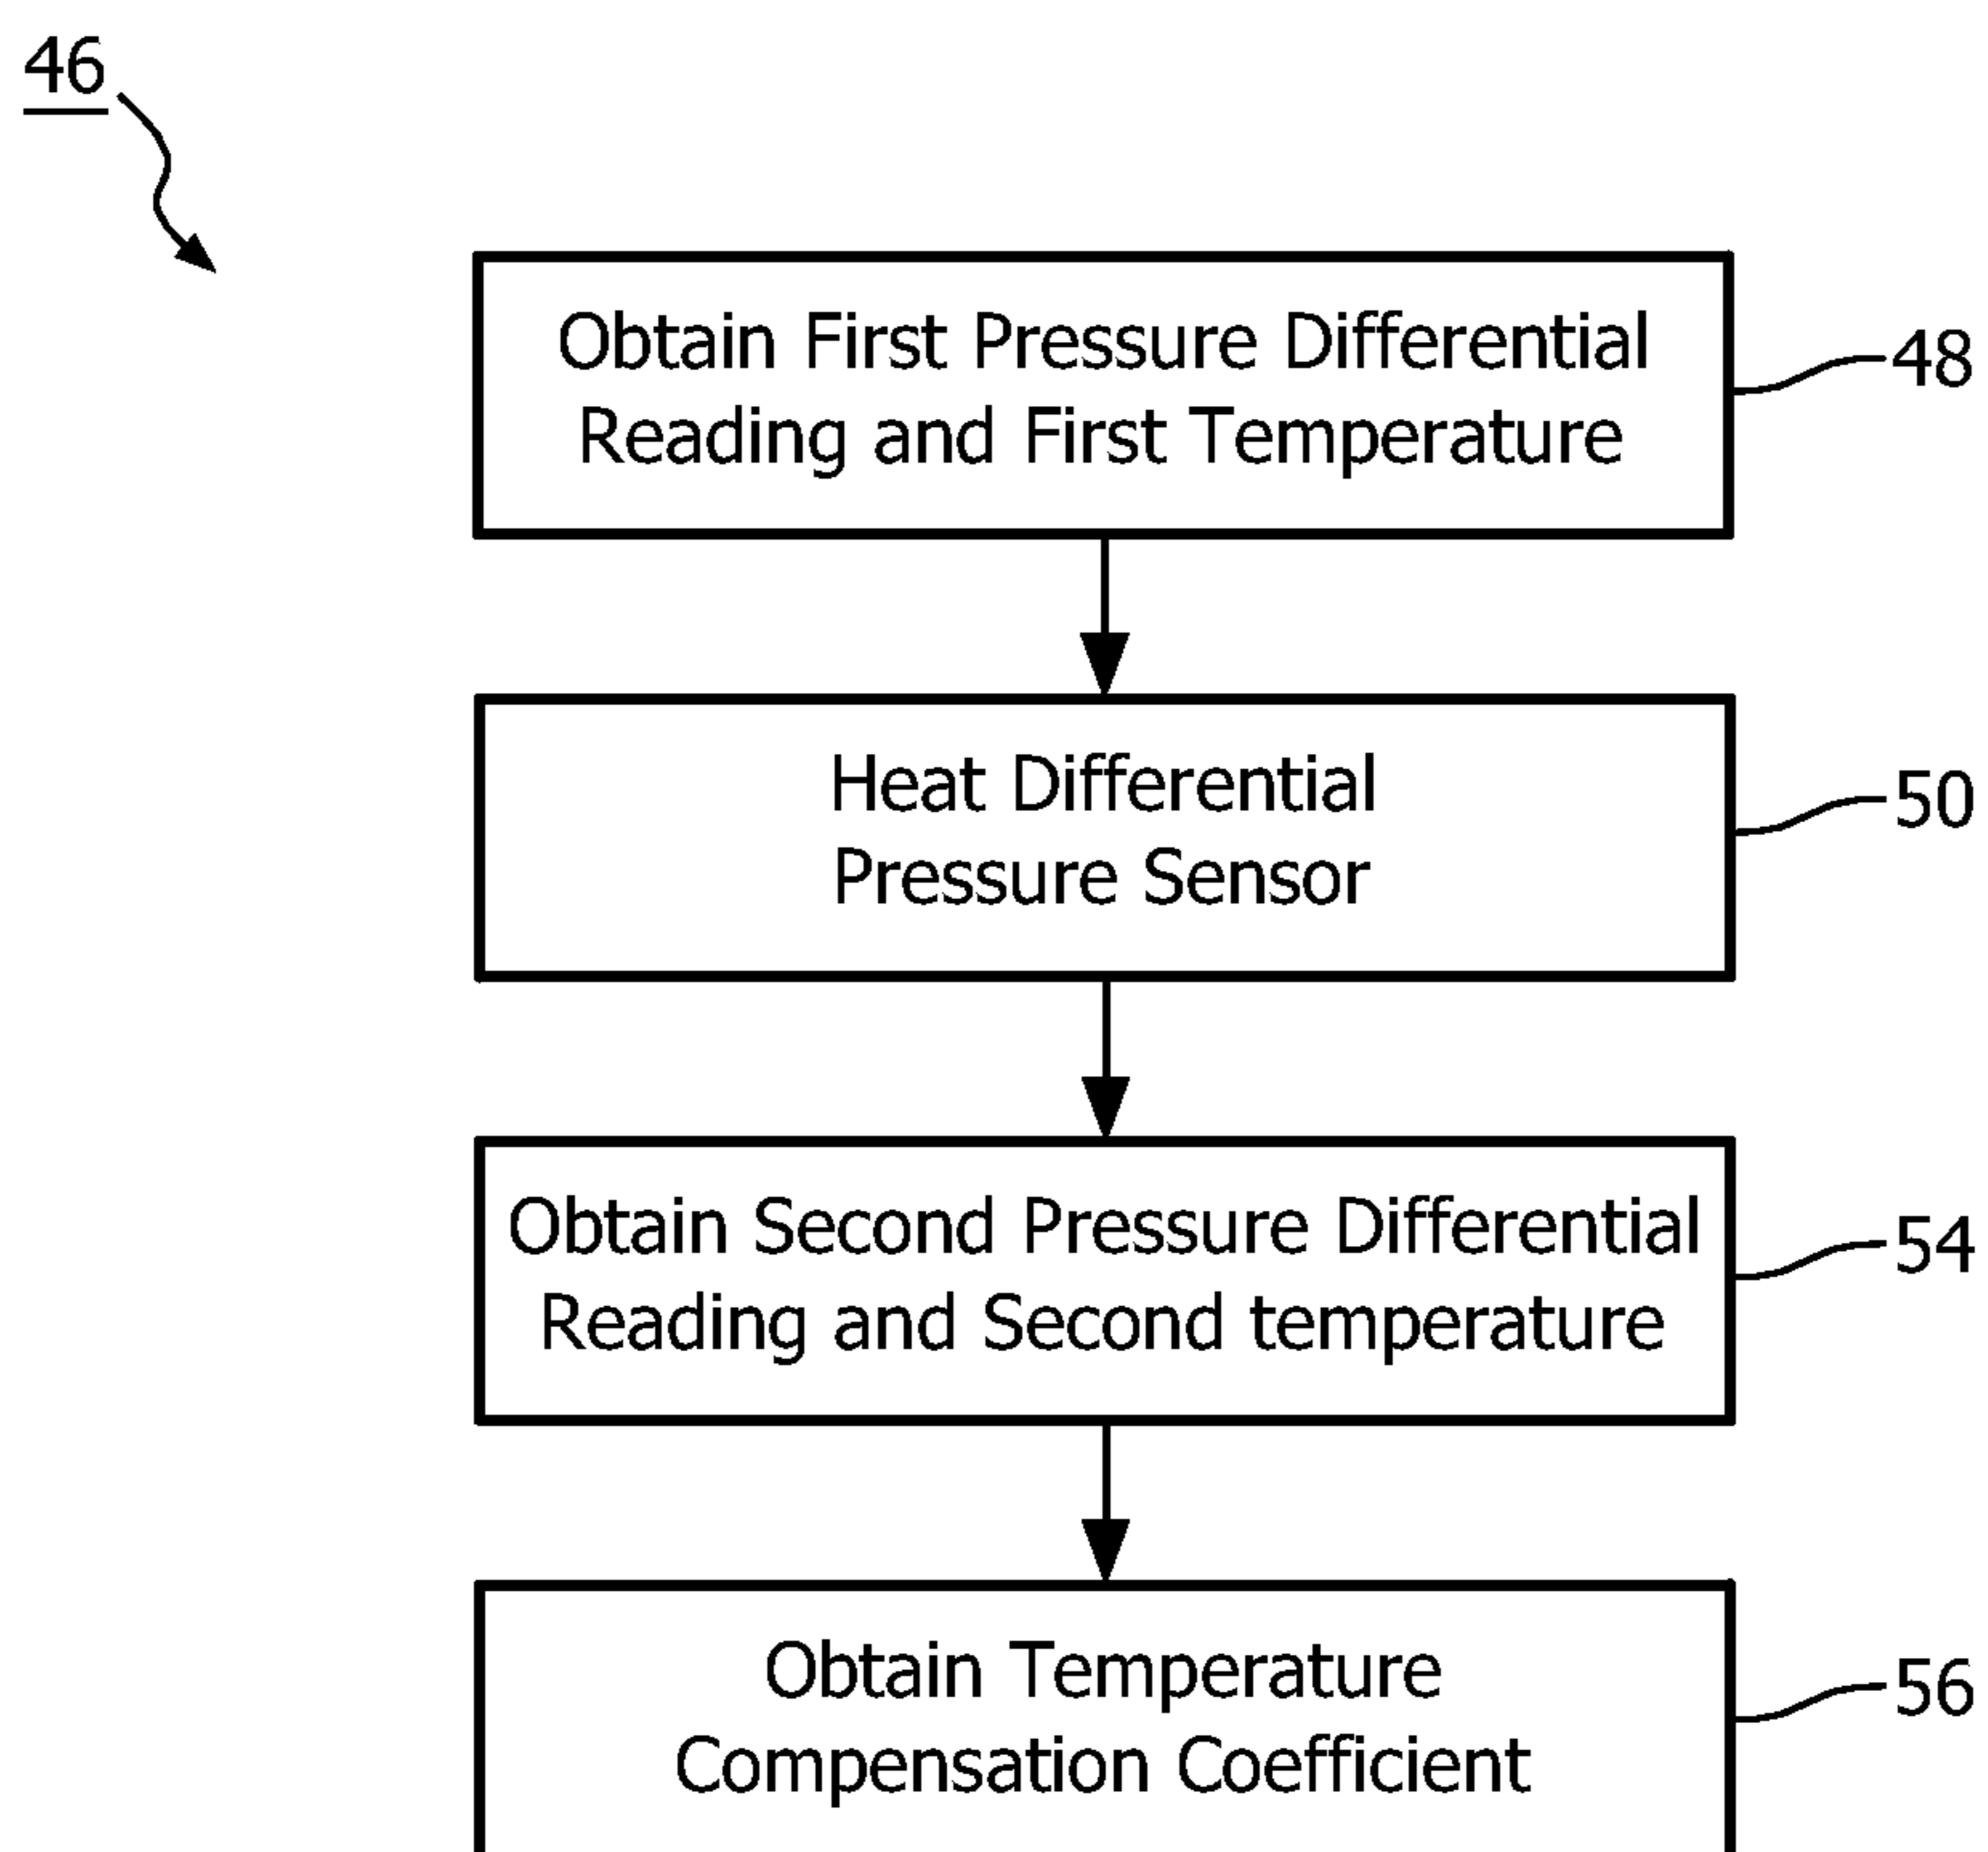 46
Obtain First Pressure Differential
Reading and First Temperature
48
Heat Differential
Pressure Sensor
50
Obtain Second Pressure Differential
Reading and Second temperature
54
Obtain Temperature
Compensation Coefficient
56